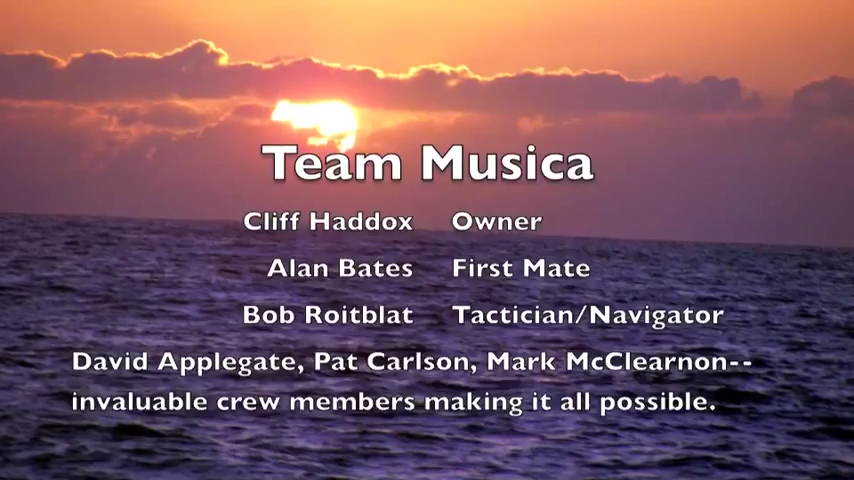 Team Musica
Cliff Haddox Owner
Alan Bates First Mate
Bob Roitblat Tactician/Navigator
David Applegate, Pat Carlson, Mark McClearnon--
invaluable crew members making it all possible.